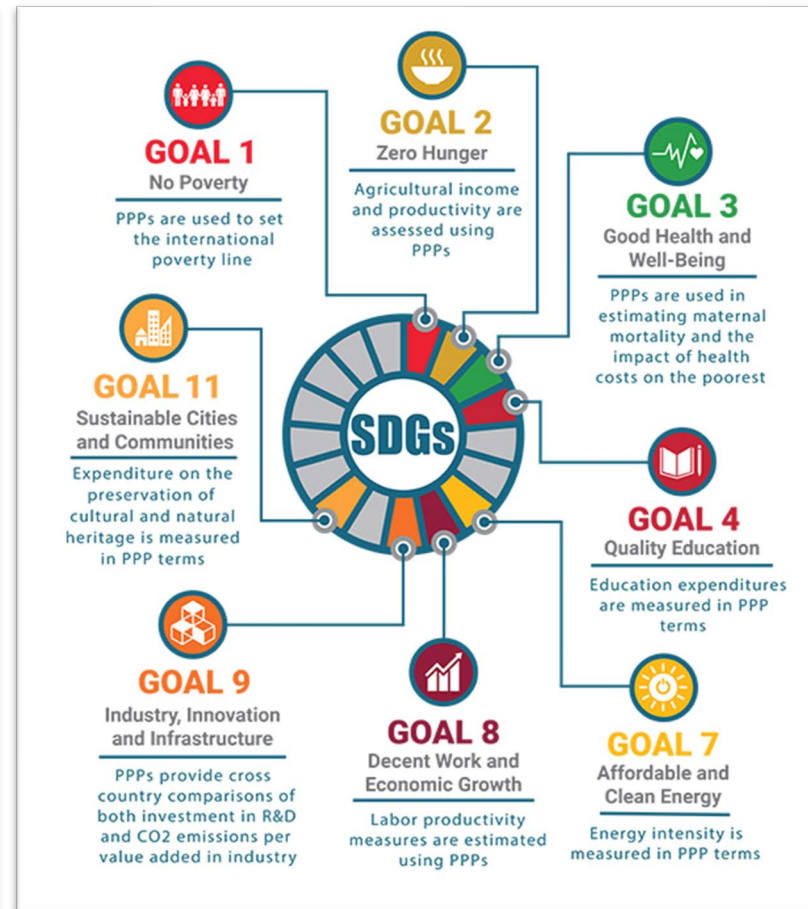 GOAL 1
No Poverty
PPPs are used to set
the international
poverty line
GOAL 2
Zero Hunger
Agricultural income
and productivity are
assessed using
PPPs
GOAL 3
Good Health and
Well-Being
PPPs are used in
estimating maternal
mortality and the
impact of health
costs on the poorest
GOAL 11
Sustainable Cities
and Communities
Expenditure on the
preservation of
cultural and natural
heritage is measured
in PPP terms
SDGs
GOAL 4
Quality Education
Education expenditures
are measured in PPP
terms
GOAL 9
Industry, Innovation
and Infrastructure
PPPs provide cross
country comparisons of
both investment in R&D
and CO2 emissions per
value added in industry
GOAL 8
Decent Work and
Economic Growth
Labor productivity
measures are estimated
using PPPs
GOAL 7
Affordable and
Clean Energy
Energy intensity is
measured in PPP terms